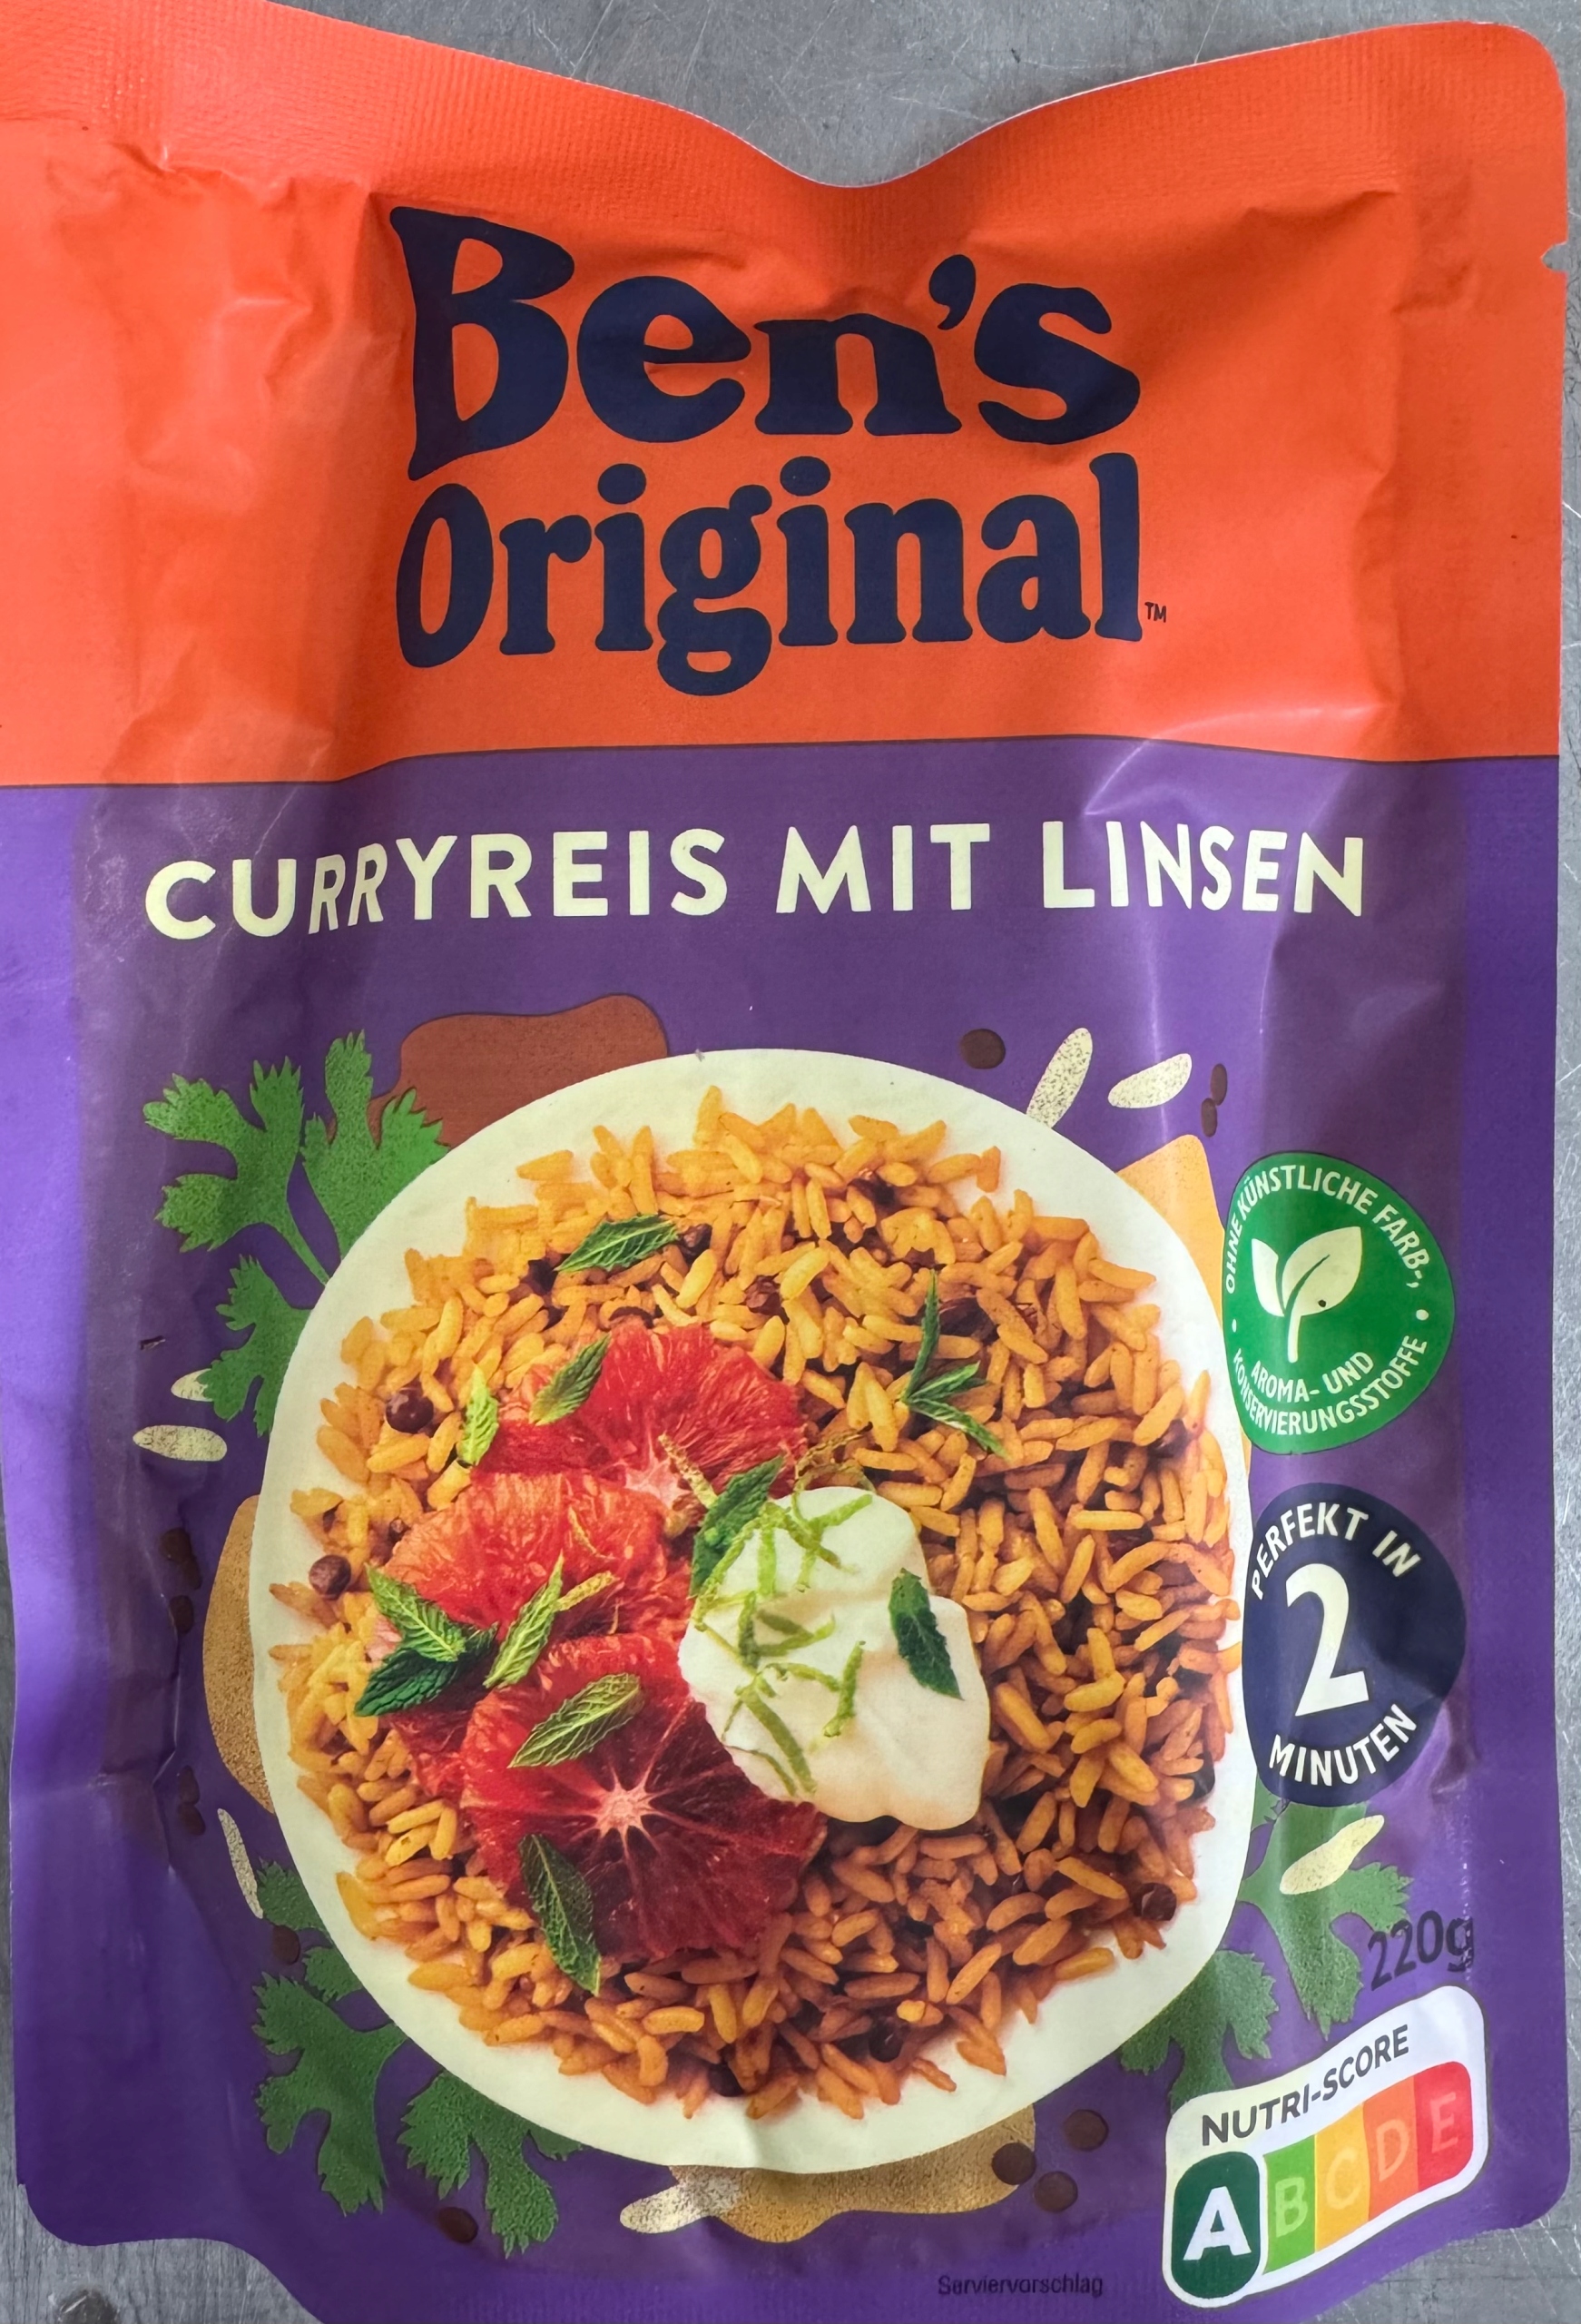 Ben's
Original™
CURRYREIS MIT LINSEN
• OHNE KÜNSTLICHE FARB-, •
AROMA- UND
KONSERVIERUNGSSTOFFE
PERFEKT IN
2
MINUTEN
220g
NUTRI-SCORE
A B C D E
Serviervorschlag